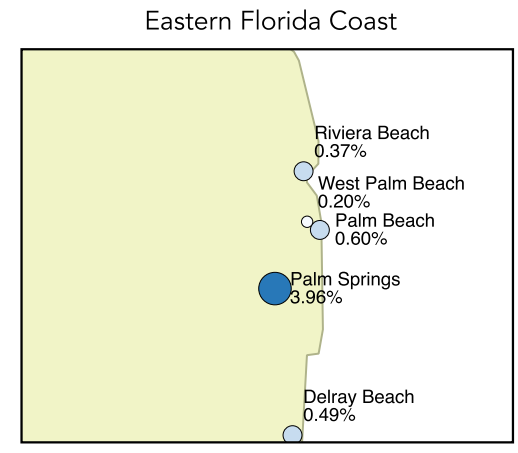 Eastern Florida Coast
Riviera Beach
0.37%
West Palm Beach
0.20%
Palm Beach
0.60%
Palm Springs
3.96%
Delray Beach
0.49%